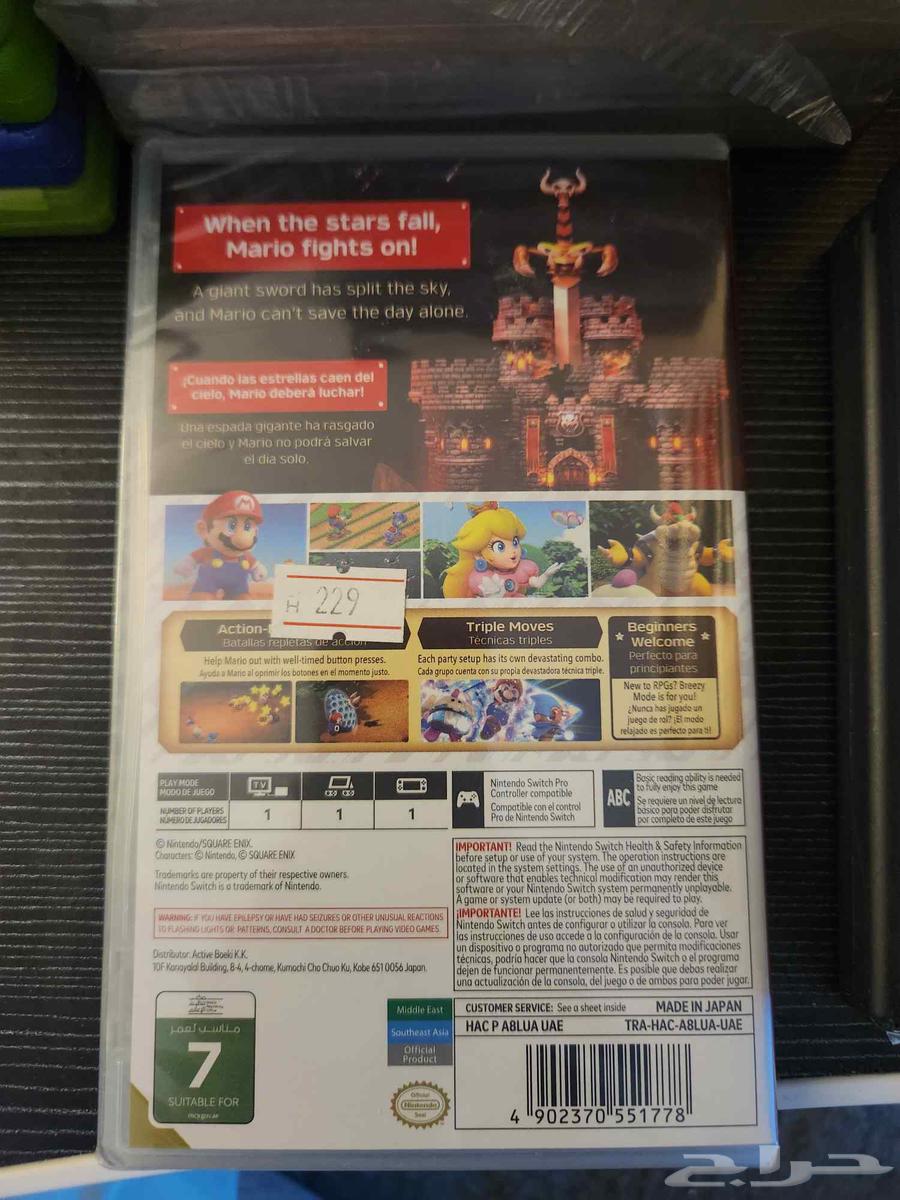 When the stars fall,
Mario fights on!
A giant sword has split the sky,
and Mario can't save the day alone.
¡Cuando las estrellas caen del
cielo, Mario deberá luchar!
Una espada gigante ha rasgado
el cielo y Mario no podrá salvar
el día solo.
H 229
Action-
Batallas repletas de acción
Help Mario out with well-timed button presses.
Ayuda a Mario al oprimir los botones en el momento justo.
Triple Moves
Técnicas triples
Each party setup has its own devastating combo.
Cada grupo cuenta con su propia devastadora técnica triple.
Beginners
Welcome
Perfecto para
principiantes
New to RPGs? Breezy
Mode is for you!
¿Nunca has jugado un
juego de rol? ¡El modo
relajado es perfecto para ti!
PLAY MODE
MODO DE JUEGO
TV
NUMBER OF PLAYERS
NÚMERO DE JUGADORES
1 1 1
Nintendo Switch Pro
Controller compatible
Compatible con el control
Pro de Nintendo Switch
ABC
Basic reading ability is needed
to fully enjoy this game
Se requiere un nivel de lectura
básico para poder disfrutar
por completo de este juego
© Nintendo/SQUARE ENIX.
Characters: © Nintendo, © SQUARE ENIX
Trademarks are property of their respective owners.
Nintendo Switch is a trademark of Nintendo.
WARNING: IF YOU HAVE EPILEPSY OR HAVE HAD SEIZURES OR OTHER UNUSUAL REACTIONS
TO FLASHING LIGHTS OR PATTERNS, CONSULT A DOCTOR BEFORE PLAYING VIDEO GAMES.
Distributor: Active Boeki K.K.
10F Kanayalal Building, 8-4, 4-chome, Kumochi Cho Chuo Ku, Kobe 651 0056 Japan.
IMPORTANT! Read the Nintendo Switch Health & Safety Information
before setup or use of your system. The operation instructions are
located in the system settings. The use of an unauthorized device
or software that enables technical modification may render this
software or your Nintendo Switch system permanently unplayable.
A game or system update (or both) may be required to play.
¡IMPORTANTE! Lee las instrucciones de salud y seguridad de
Nintendo Switch antes de configurar o utilizar la consola. Para ver
las instrucciones de uso accede a la configuración de la consola. Usar
un dispositivo o programa no autorizado que permita modificaciones
técnicas, podría hacer que la consola Nintendo Switch o el programa
dejen de funcionar permanentemente. Es posible que debas realizar
una actualización de la consola, del juego o de ambos para poder jugar.
مناسب لعمر
7
SUITABLE FOR
mcy.gov.ae
Middle East
Southeast Asia
Official
Product
Official
Nintendo
Seal
CUSTOMER SERVICE: See a sheet inside MADE IN JAPAN
HAC P A8LUA UAE TRA-HAC-A8LUA-UAE
4 902370 551778
حراج